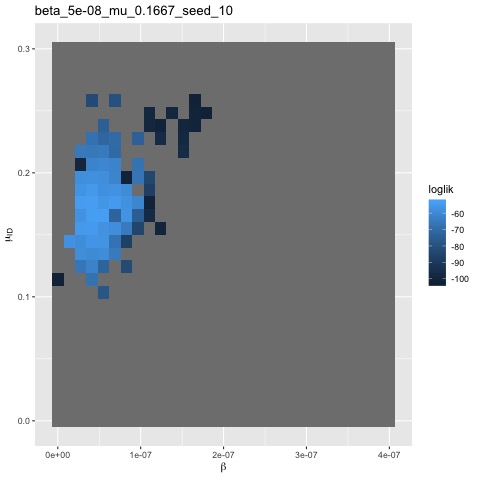 beta_5e-08_mu_0.1667_seed_10
0.3
0.2
0.1
0.0
μ_ID
0e+00
1e-07
2e-07
3e-07
4e-07
β
loglik
-60
-70
-80
-90
-100